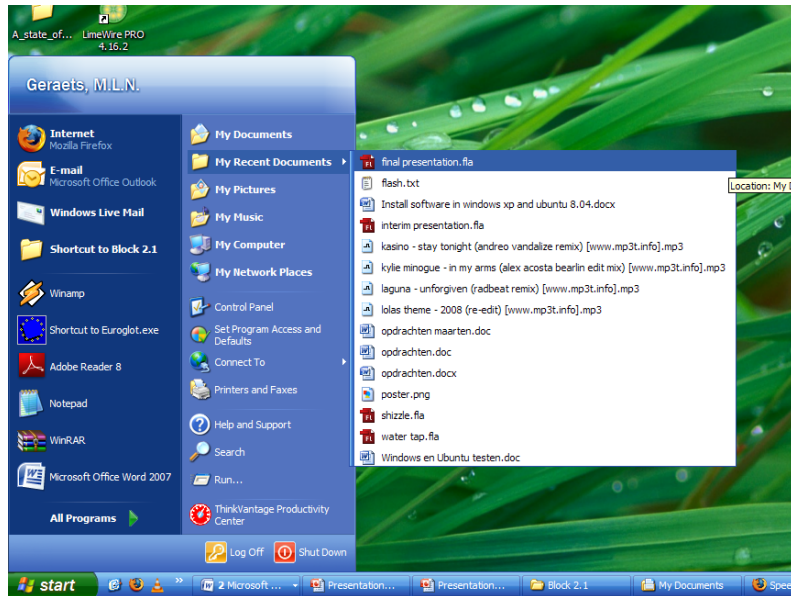 A_state_of...
LimeWire PRO
4.16.2
Geraets, M.L.N.
Internet
Mozilla Firefox
E-mail
Microsoft Office Outlook
Windows Live Mail
Shortcut to Block 2.1
Winamp
Shortcut to Euroglot.exe
Adobe Reader 8
Notepad
WinRAR
Microsoft Office Word 2007
All Programs
My Documents
My Recent Documents
My Pictures
My Music
My Computer
My Network Places
Control Panel
Set Program Access and
Defaults
Connect To
Printers and Faxes
Help and Support
Search
Run...
ThinkVantage Productivity
Center
final presentation.fla
flash.txt
Install software in windows xp and ubuntu 8.04.docx
interim presentation.fla
kasino - stay tonight (andreo vandalize remix) [www.mp3t.info].mp3
kylie minogue - in my arms (alex acosta bearlin edit mix) [www.mp3t.info].mp3
laguna - unforgiven (radbeat remix) [www.mp3t.info].mp3
lolas theme - 2008 (re-edit) [www.mp3t.info].mp3
opdrachten maarten.doc
opdrachten.doc
opdrachten.docx
poster.png
shizzle.fla
water tap.fla
Windows en Ubuntu testen.doc
Location: My D
Log Off
Shut Down
start
»
2 Microsoft ...
Presentation...
Presentation...
Block 2.1
My Documents
Spee